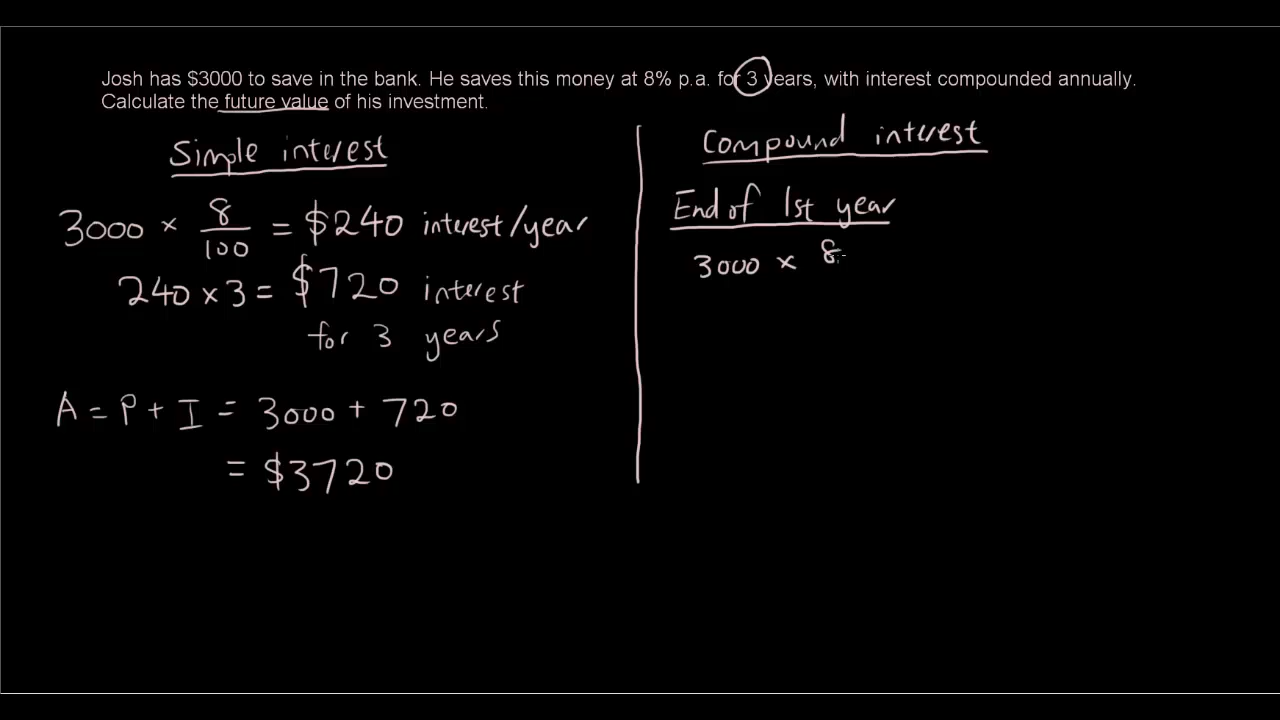 Josh has $3000 to save in the bank. He saves this money at 8% p.a. for 3 years, with interest compounded annually.
Calculate the future value of his investment.
Simple interest
3000 × 8/100 = $240 interest/year
240 × 3 = $720 interest
for 3 years
A = P + I = 3000 + 720
= $3720
Compound interest
End of 1st year
3000 × 8